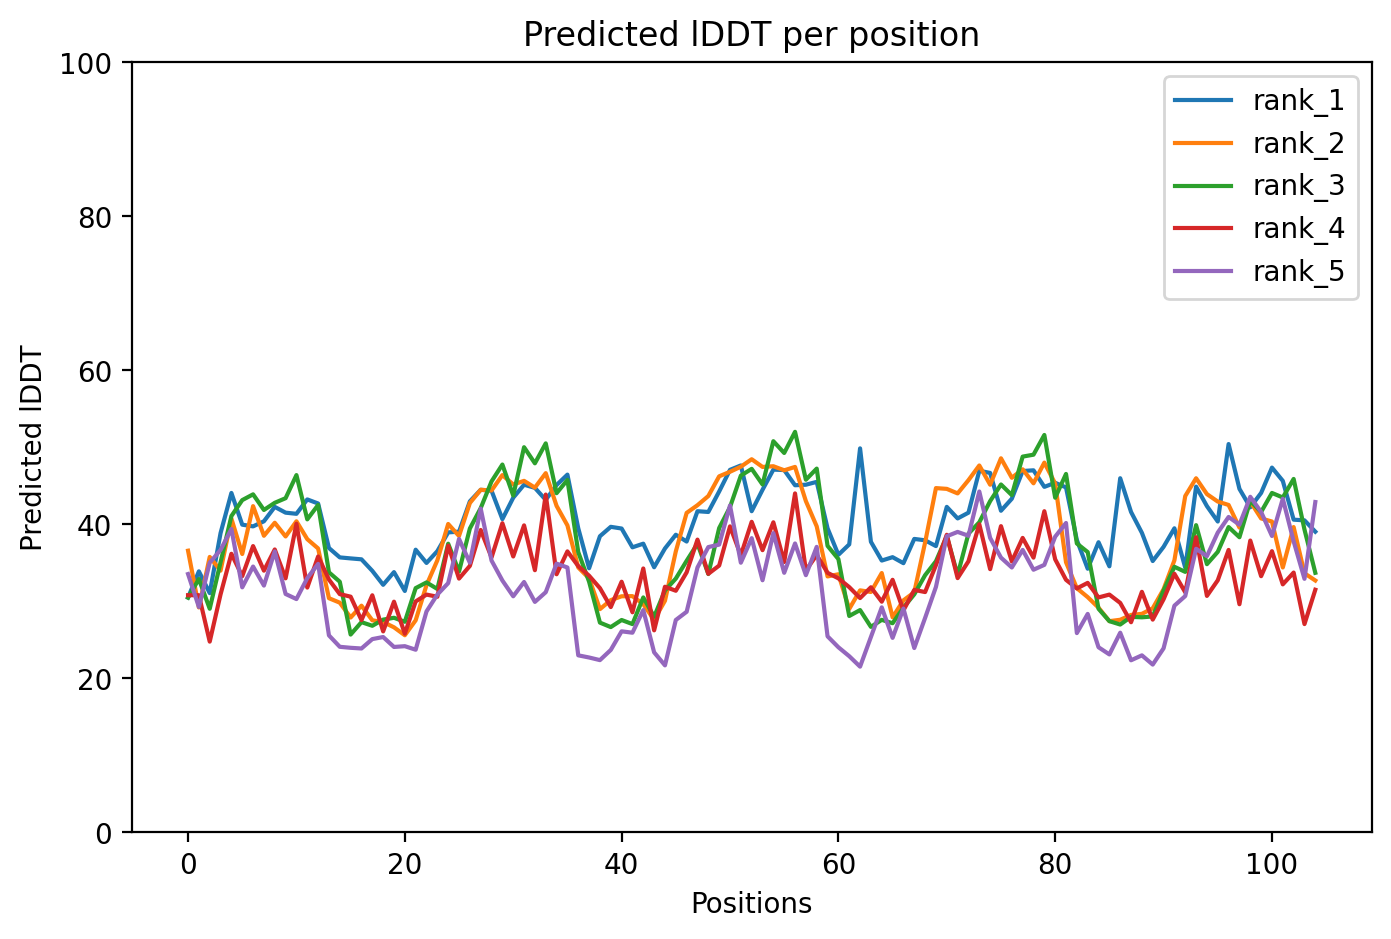 Predicted lDDT per position
100
80
60
40
20
0
Predicted lDDT
0 20 40 60 80 100
Positions
rank_1
rank_2
rank_3
rank_4
rank_5